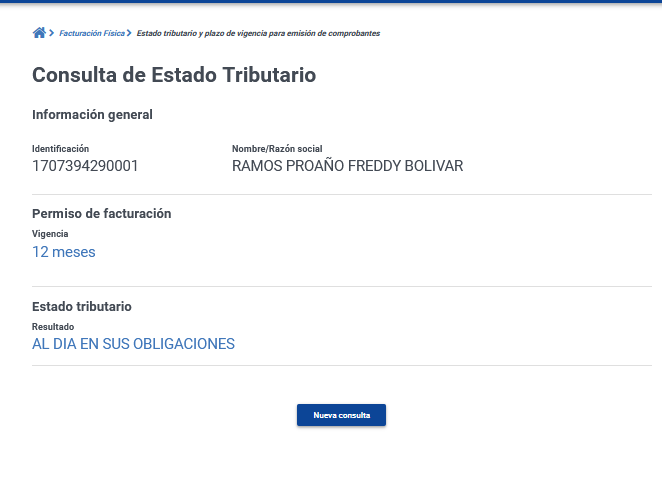 Facturación Física
Estado tributario y plazo de vigencia para emisión de comprobantes
Consulta de Estado Tributario
Información general
Identificación
1707394290001
Nombre/Razón social
RAMOS PROAÑO FREDDY BOLIVAR
Permiso de facturación
Vigencia
12 meses
Estado tributario
Resultado
AL DIA EN SUS OBLIGACIONES
Nueva consulta